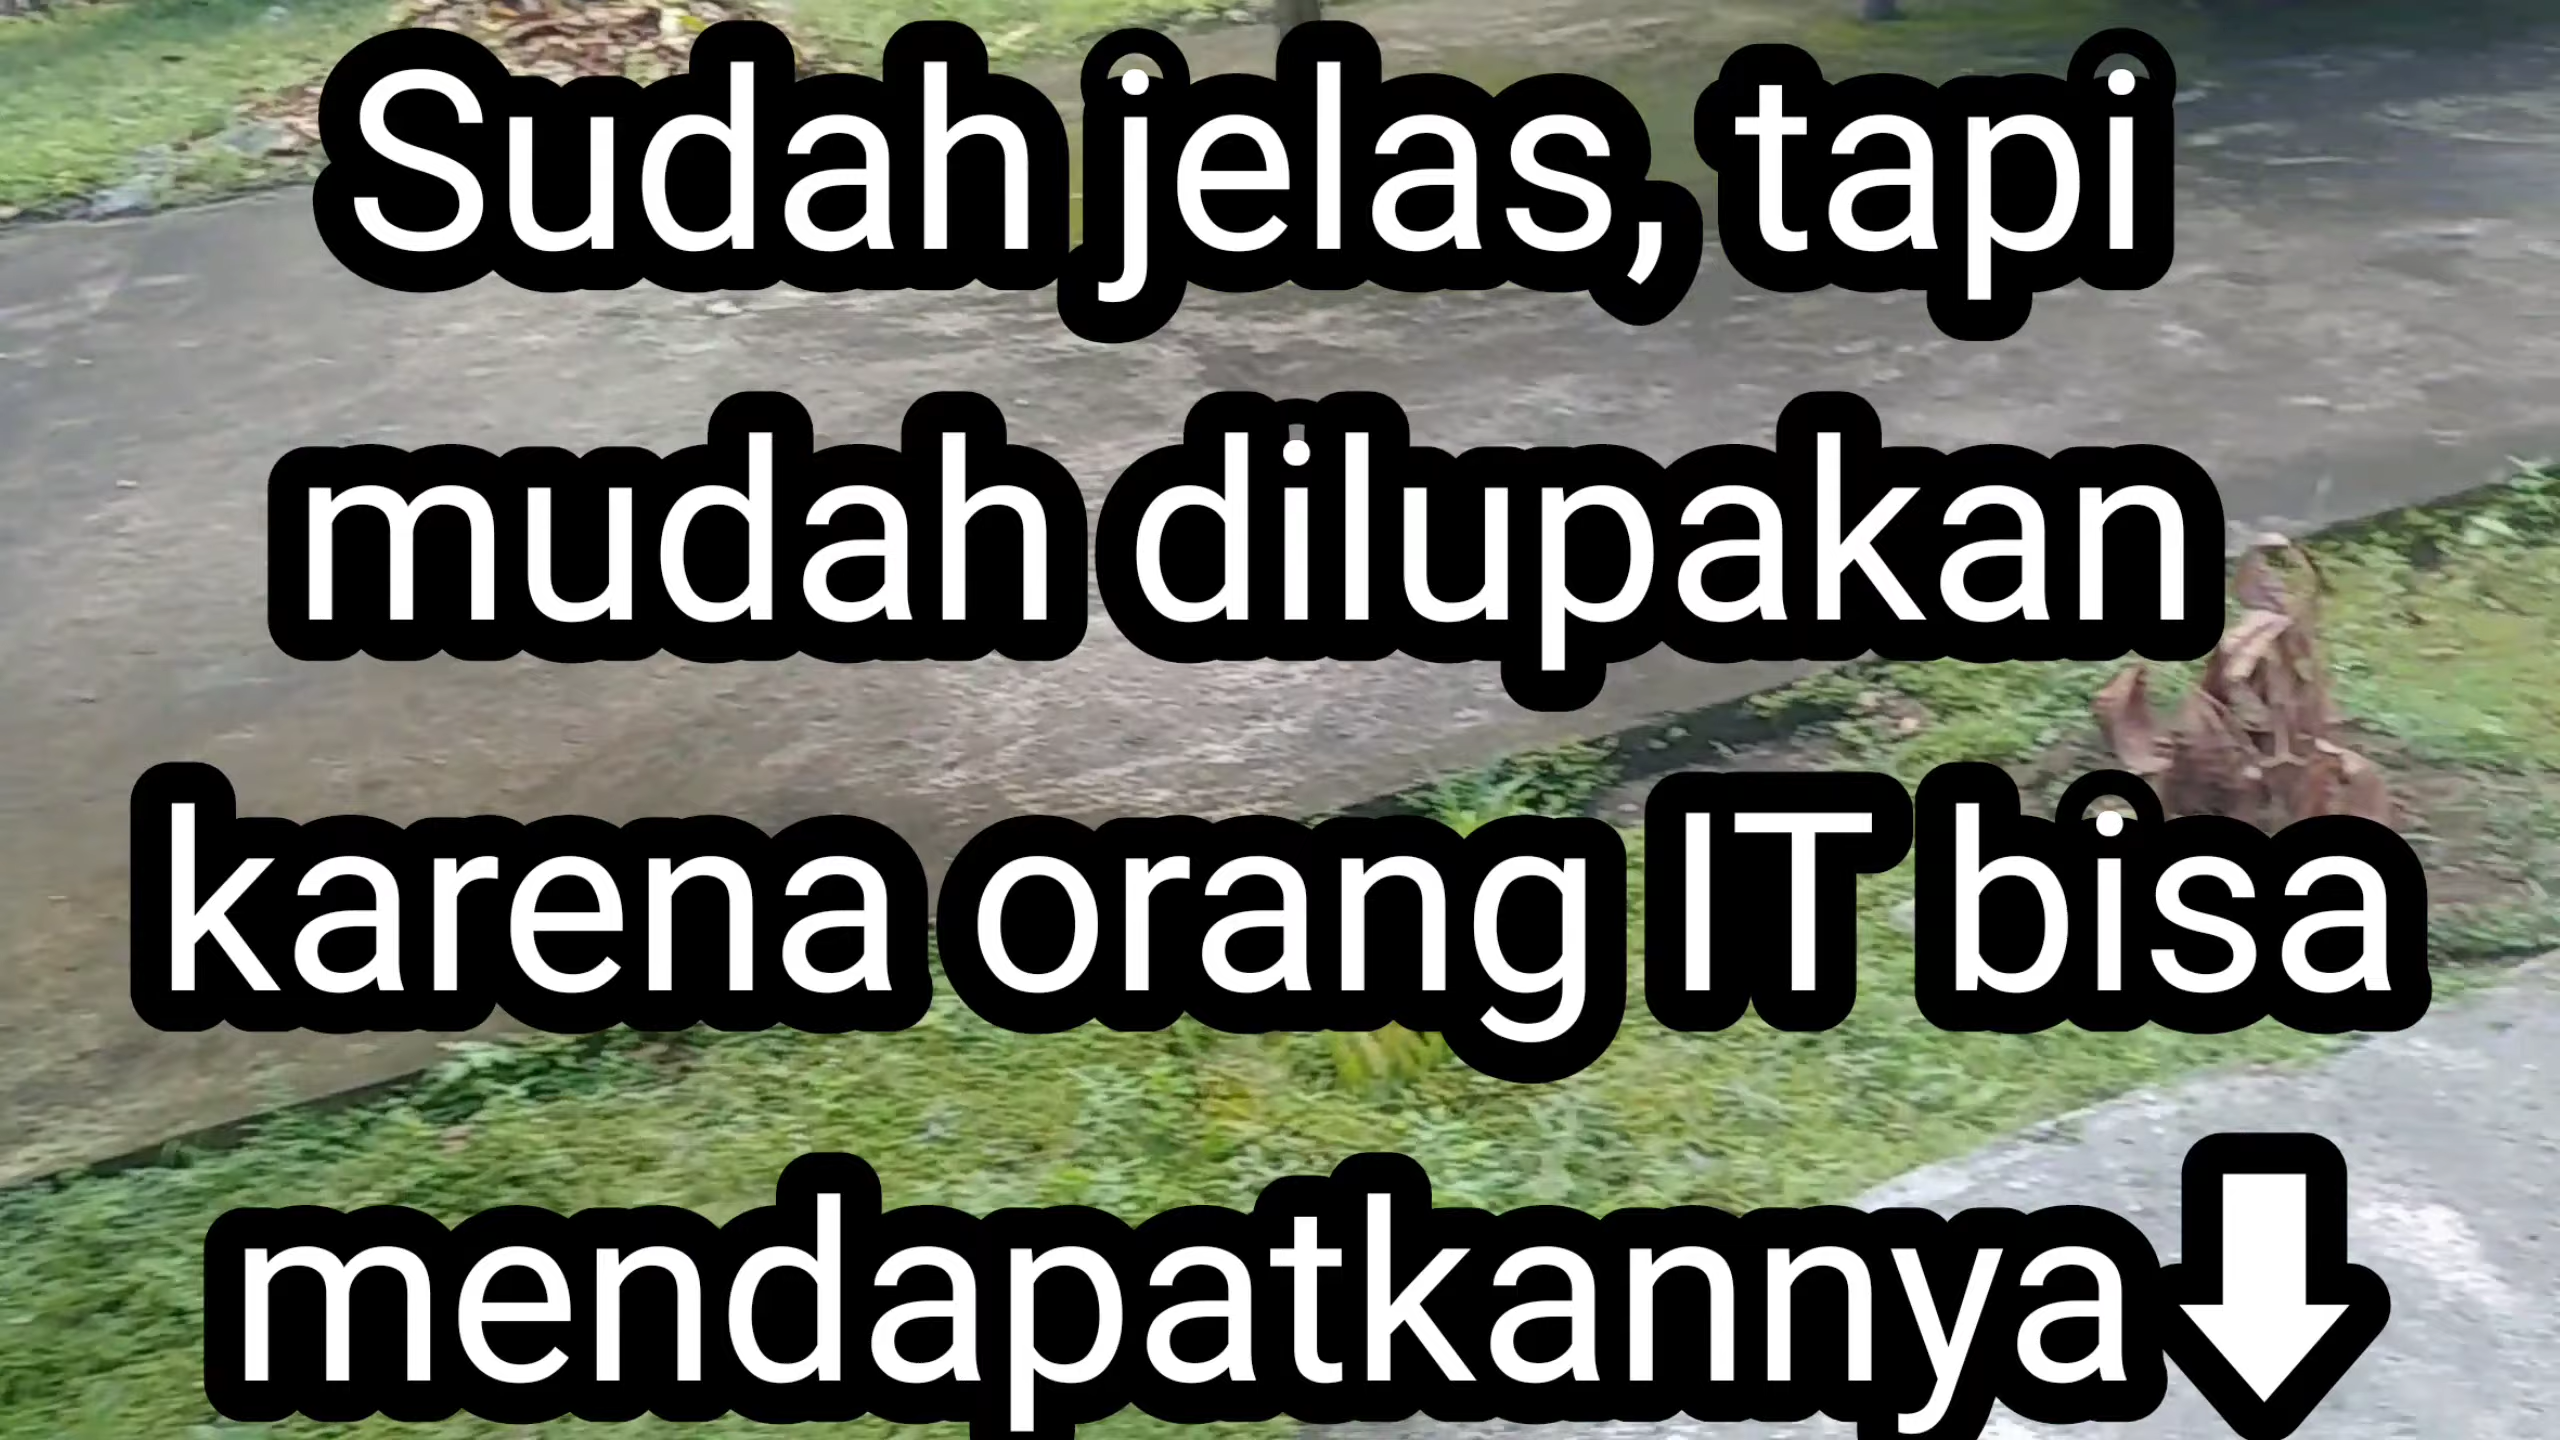 Sudah jelas, tapi
mudah dilupakan
karena orang IT bisa
mendapatkannya⬇